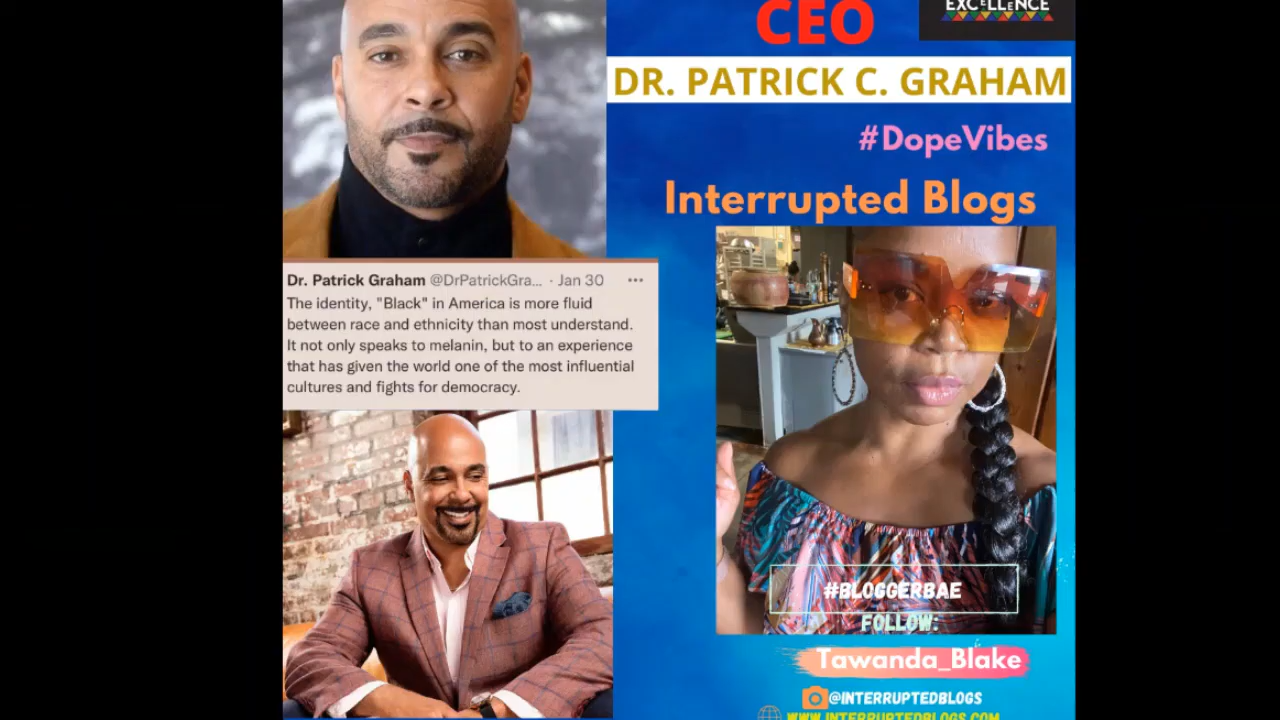 EXCELLENCE
CEO
DR. PATRICK C. GRAHAM
#DopeVibes
Interrupted Blogs
Dr. Patrick Graham @DrPatrickGra... · Jan 30 ...
The identity, "Black" in America is more fluid
between race and ethnicity than most understand.
It not only speaks to melanin, but to an experience
that has given the world one of the most influential
cultures and fights for democracy.
#BLOGGERBAE
FOLLOW:
Tawanda_Blake
@INTERRUPTEDBLOGS
WWW.INTERRUPTEDBLOGS.COM